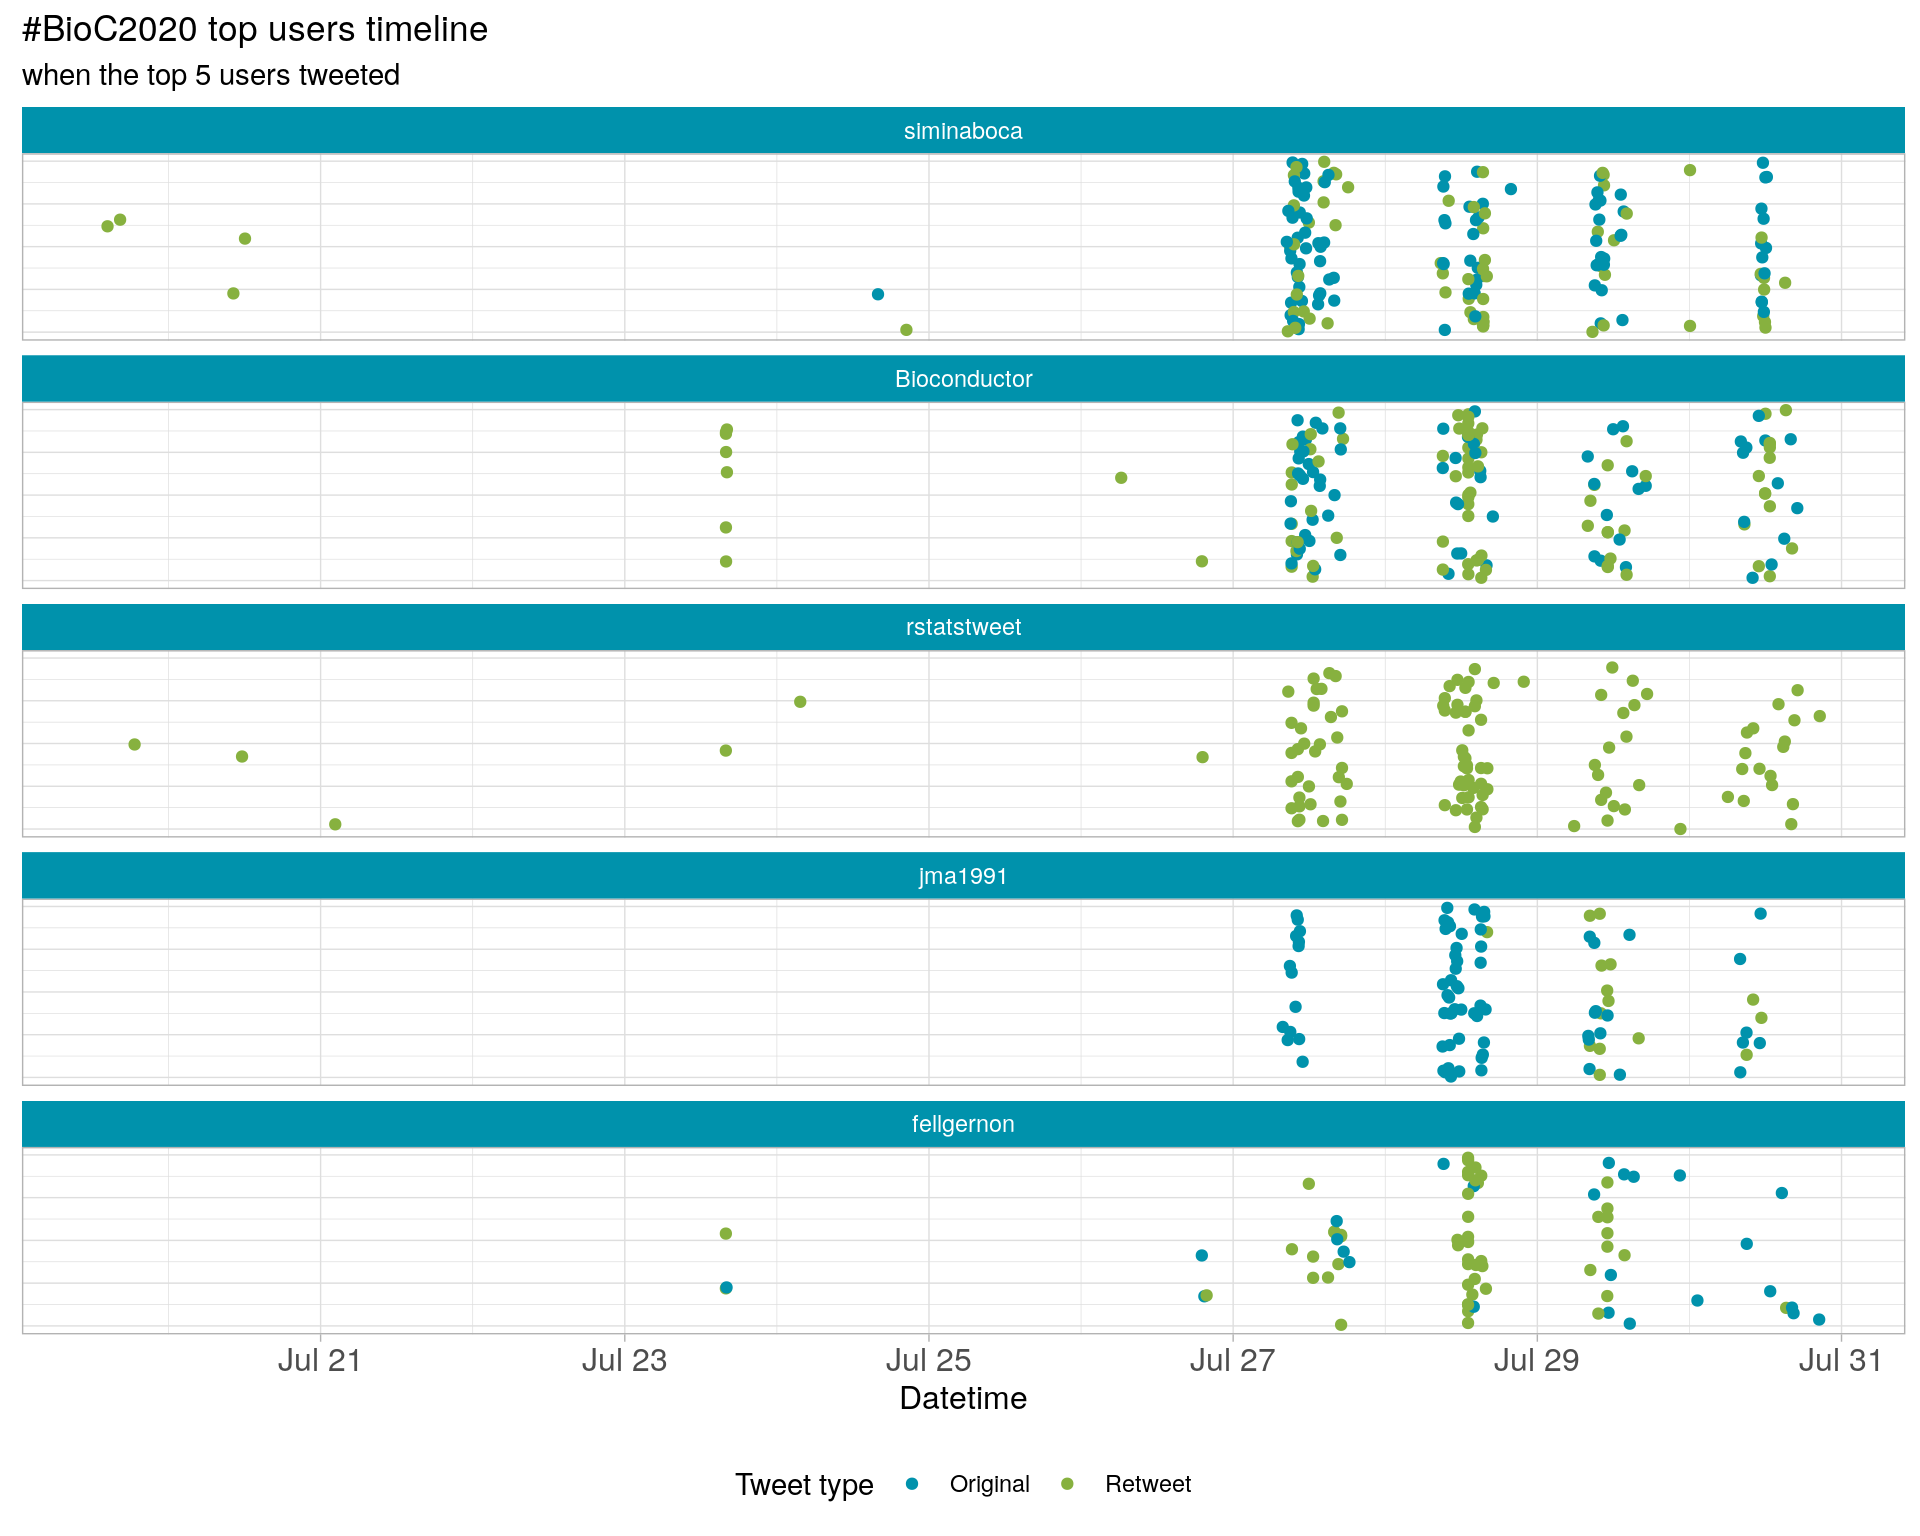 #BioC2020 top users timeline
when the top 5 users tweeted
siminaboca
Bioconductor
rstatstweet
jma1991
fellgernon
Jul 21 Jul 23 Jul 25 Jul 27 Jul 29 Jul 31
Datetime
Tweet type Original Retweet